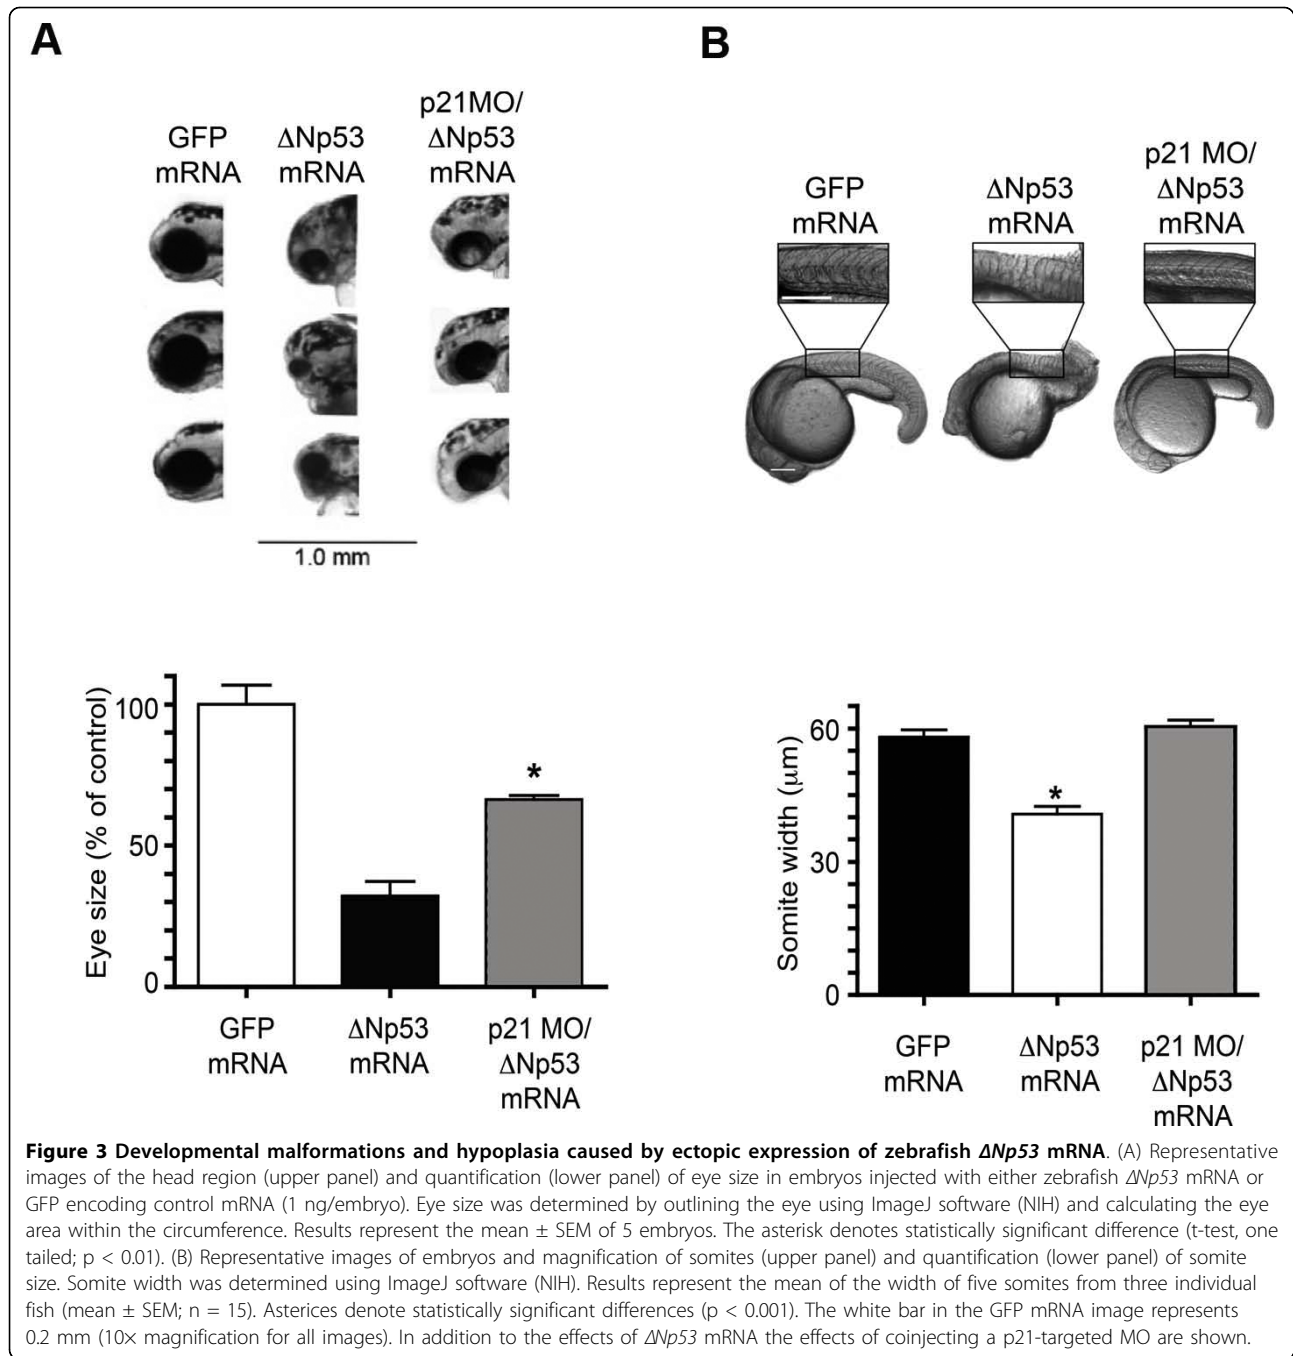 A
B
GFP
mRNA
ΔNp53
mRNA
p21MO/
ΔNp53
mRNA
GFP
mRNA
ΔNp53
mRNA
p21 MO/
ΔNp53
mRNA
1.0 mm
Eye size (% of control)
100
50
0
*
GFP
mRNA
ΔNp53
mRNA
p21 MO/
ΔNp53
mRNA
Somite width (μm)
60
30
0
*
GFP
mRNA
ΔNp53
mRNA
p21 MO/
ΔNp53
mRNA
Figure 3 Developmental malformations and hypoplasia caused by ectopic expression of zebrafish ΔNp53 mRNA. (A) Representative
images of the head region (upper panel) and quantification (lower panel) of eye size in embryos injected with either zebrafish ΔNp53 mRNA or
GFP encoding control mRNA (1 ng/embryo). Eye size was determined by outlining the eye using ImageJ software (NIH) and calculating the eye
area within the circumference. Results represent the mean ± SEM of 5 embryos. The asterisk denotes statistically significant difference (t-test, one
tailed; p < 0.01). (B) Representative images of embryos and magnification of somites (upper panel) and quantification (lower panel) of somite
size. Somite width was determined using ImageJ software (NIH). Results represent the mean of the width of five somites from three individual
fish (mean ± SEM; n = 15). Asterices denote statistically significant differences (p < 0.001). The white bar in the GFP mRNA image represents
0.2 mm (10× magnification for all images). In addition to the effects of ΔNp53 mRNA the effects of coinjecting a p21-targeted MO are shown.